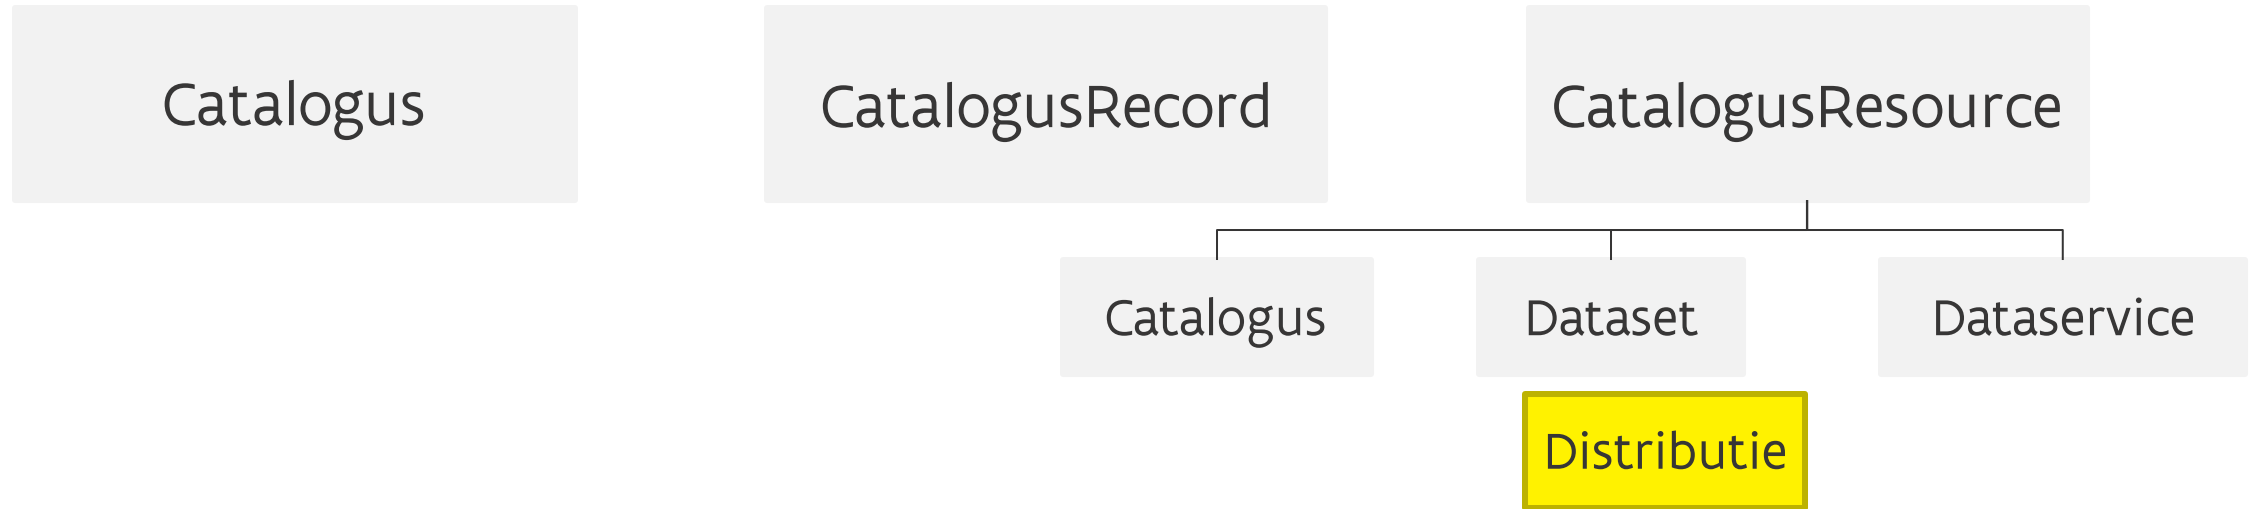 Catalogus
CatalogusRecord
CatalogusResource
Catalogus
Dataset
Dataservice
Distributie